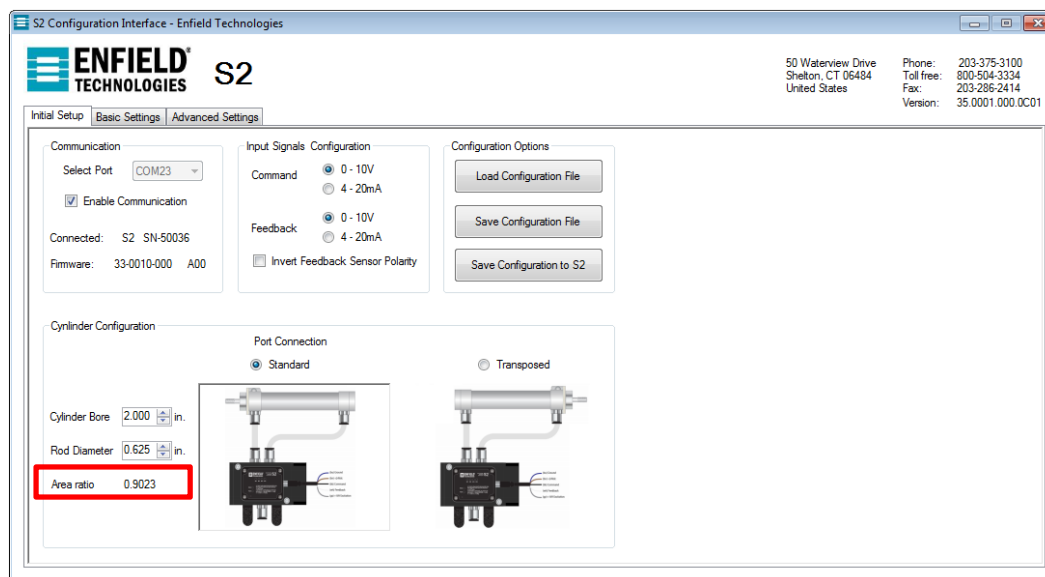 S2 Configuration Interface - Enfield Technologies
ENFIELD
TECHNOLOGIES
S2
50 Waterview Drive
Shelton, CT 06484
United States
Phone: 203-375-3100
Toll free: 800-504-3334
Fax: 203-286-2414
Version: 35.0001.000.0C01
Initial Setup Basic Settings Advanced Settings
Communication
Select Port COM23
Enable Communication
Connected: S2 SN-50036
Firmware: 33-0010-000 A00
Input Signals Configuration
Command
0 - 10V
4 - 20mA
Feedback
0 - 10V
4 - 20mA
Invert Feedback Sensor Polarity
Configuration Options
Load Configuration File
Save Configuration File
Save Configuration to S2
Cynlinder Configuration
Port Connection
Standard
Transposed
Cylinder Bore 2.000 in.
Rod Diameter 0.625 in.
Area ratio 0.9023